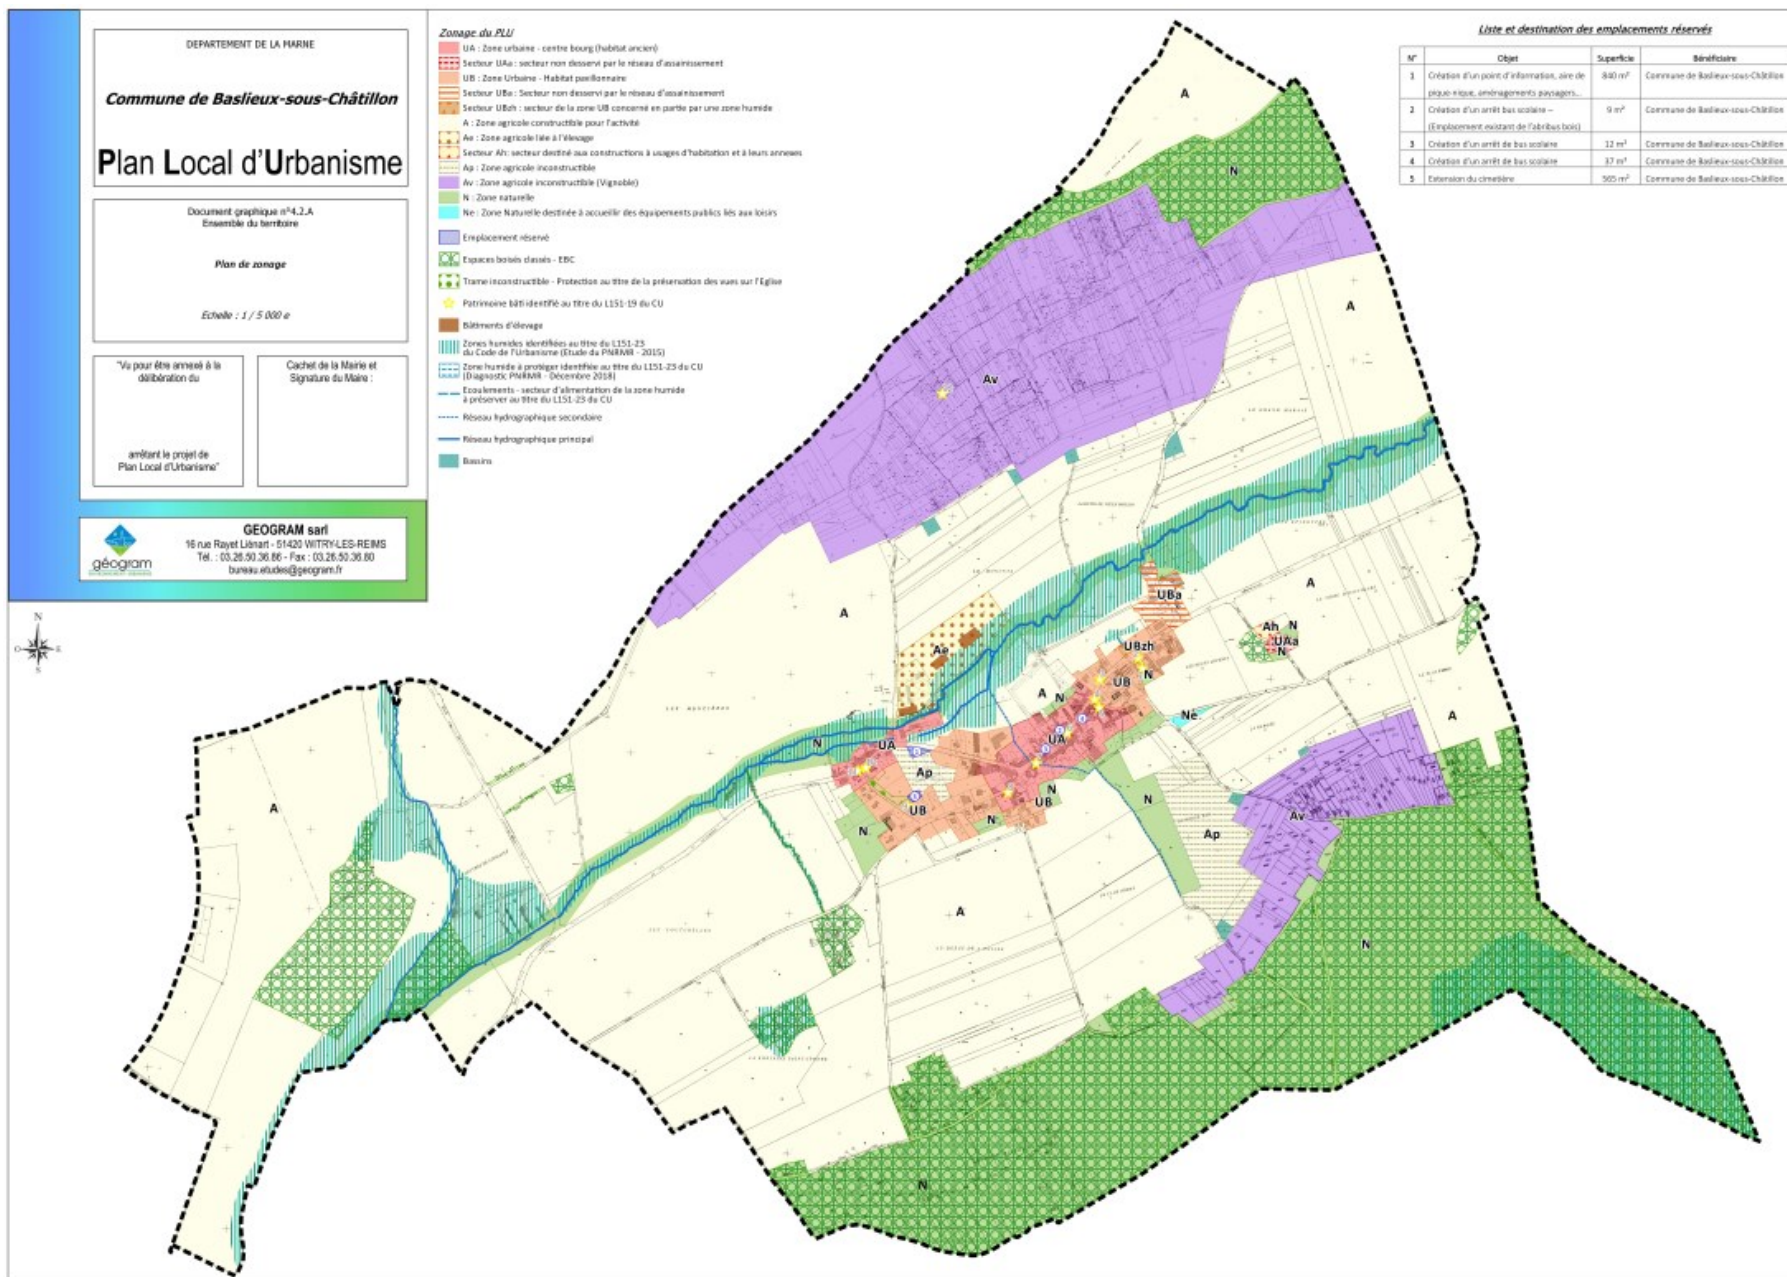 DEPARTEMENT DE LA MARNE
Commune de Baslieux-sous-Châtillon
Plan Local d'Urbanisme
Document graphique n°4.2.A
Ensemble du territoire
Plan de zonage
Echelle : 1 / 5 000 e
"Vu pour être annexé à la
délibération du
arrêtant le projet de
Plan Local d'Urbanisme"
Cachet de la Mairie et
Signature du Maire :
géogram
GEOGRAM sarl
16 rue Rayet Liénart - 51420 WITRY-LES-REIMS
Tél. : 03.26.50.36.86 - Fax : 03.26.50.36.80
bureau.etudes@geogram.fr
Zonage du PLU
UA : Zone urbaine - centre bourg (habitat ancien)
Secteur UAa : secteur non desservi par le réseau d'assainissement
UB : Zone Urbaine - Habitat pavillonnaire
Secteur UBa : Secteur non desservi par le réseau d'assainissement
Secteur UBzh : secteur de la zone UB concerné en partie par une zone humide
A : Zone agricole constructible pour l'activité
Ae : Zone agricole liée à l'élevage
Secteur Ah: secteur destiné aux constructions à usages d'habitation et à leurs annexes
Ap : Zone agricole inconstructible
Av : Zone agricole inconstructible (Vignoble)
N : Zone naturelle
Ne : Zone Naturelle destinée à accueillir des équipements publics liés aux loisirs
Emplacement réservé
Espaces boisés classés - EBC
Trame inconstructible - Protection au titre de la préservation des vues sur l'Eglise
Patrimoine bâti identifié au titre du L151-19 du CU
Bâtiments d'élevage
Zones humides identifiées au titre du L151-23
du Code de l'Urbanisme (Etude du PNRMR - 2015)
Zone humide à protéger identifiée au titre du L151-23 du CU
(Diagnostic PNRMR - Décembre 2018)
Ecoulements - secteur d'alimentation de la zone humide
à préserver au titre du L151-23 du CU
Réseau hydrographique secondaire
Réseau hydrographique principal
Bassins
Liste et destination des emplacements réservés
N° Objet Superficie Bénéficiaire
1 Création d'un point d'information, aire de pique nique, aménagements paysagers... 840 m² Commune de Baslieux-sous-Châtillon
2 Création d'un arrêt bus scolaire – (Emplacement existant de l'abribus bois) 9 m² Commune de Baslieux-sous-Châtillon
3 Création d'un arrêt de bus scolaire 12 m² Commune de Baslieux-sous-Châtillon
4 Création d'un arrêt de bus scolaire 37 m² Commune de Baslieux-sous-Châtillon
5 Extension du cimetière 565 m² Commune de Baslieux-sous-Châtillon
N
O
E
S
A
N
A
Av
A
A
UBa
Ah
N
UAa
N
Ae
UBzh
N
UB
A
N
Ne
A
N
UA
UA
Ap
A
UB
UB
N
N
N
N
Ap
Av
A
N
N